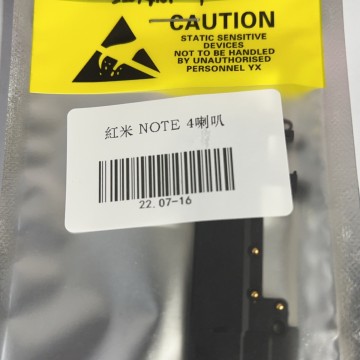 CAUTION
STATIC SENSITIVE
DEVICES
NOT TO BE HANDLED
BY UNAUTHORISED
PERSONNEL YX
紅米 NOTE 4喇叭
22.07-16